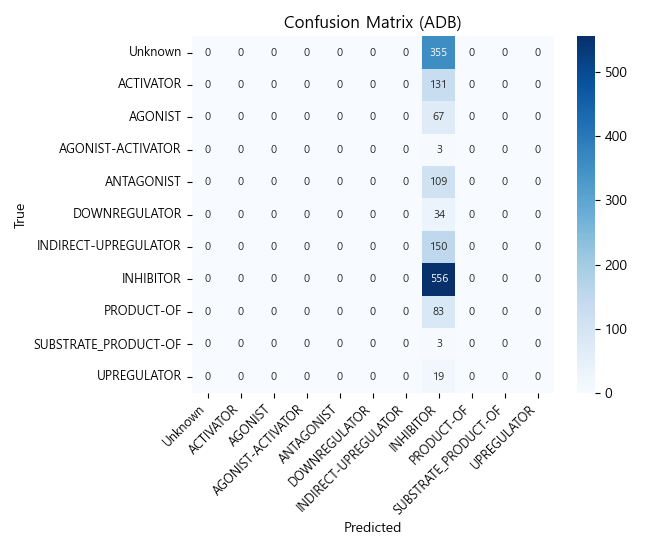 Confusion Matrix (ADB)
Unknown 0 0 0 0 0 0 0 355 0 0 0
ACTIVATOR 0 0 0 0 0 0 0 131 0 0 0
AGONIST 0 0 0 0 0 0 0 67 0 0 0
AGONIST-ACTIVATOR 0 0 0 0 0 0 0 3 0 0 0
ANTAGONIST 0 0 0 0 0 0 0 109 0 0 0
DOWNREGULATOR 0 0 0 0 0 0 0 34 0 0 0
INDIRECT-UPREGULATOR 0 0 0 0 0 0 0 150 0 0 0
INHIBITOR 0 0 0 0 0 0 0 556 0 0 0
PRODUCT-OF 0 0 0 0 0 0 0 83 0 0 0
SUBSTRATE_PRODUCT-OF 0 0 0 0 0 0 0 3 0 0 0
UPREGULATOR 0 0 0 0 0 0 0 19 0 0 0
True
Unknown
ACTIVATOR
AGONIST
AGONIST-ACTIVATOR
ANTAGONIST
DOWNREGULATOR
INDIRECT-UPREGULATOR
INHIBITOR
PRODUCT-OF
SUBSTRATE_PRODUCT-OF
UPREGULATOR
Predicted
500
400
300
200
100
0